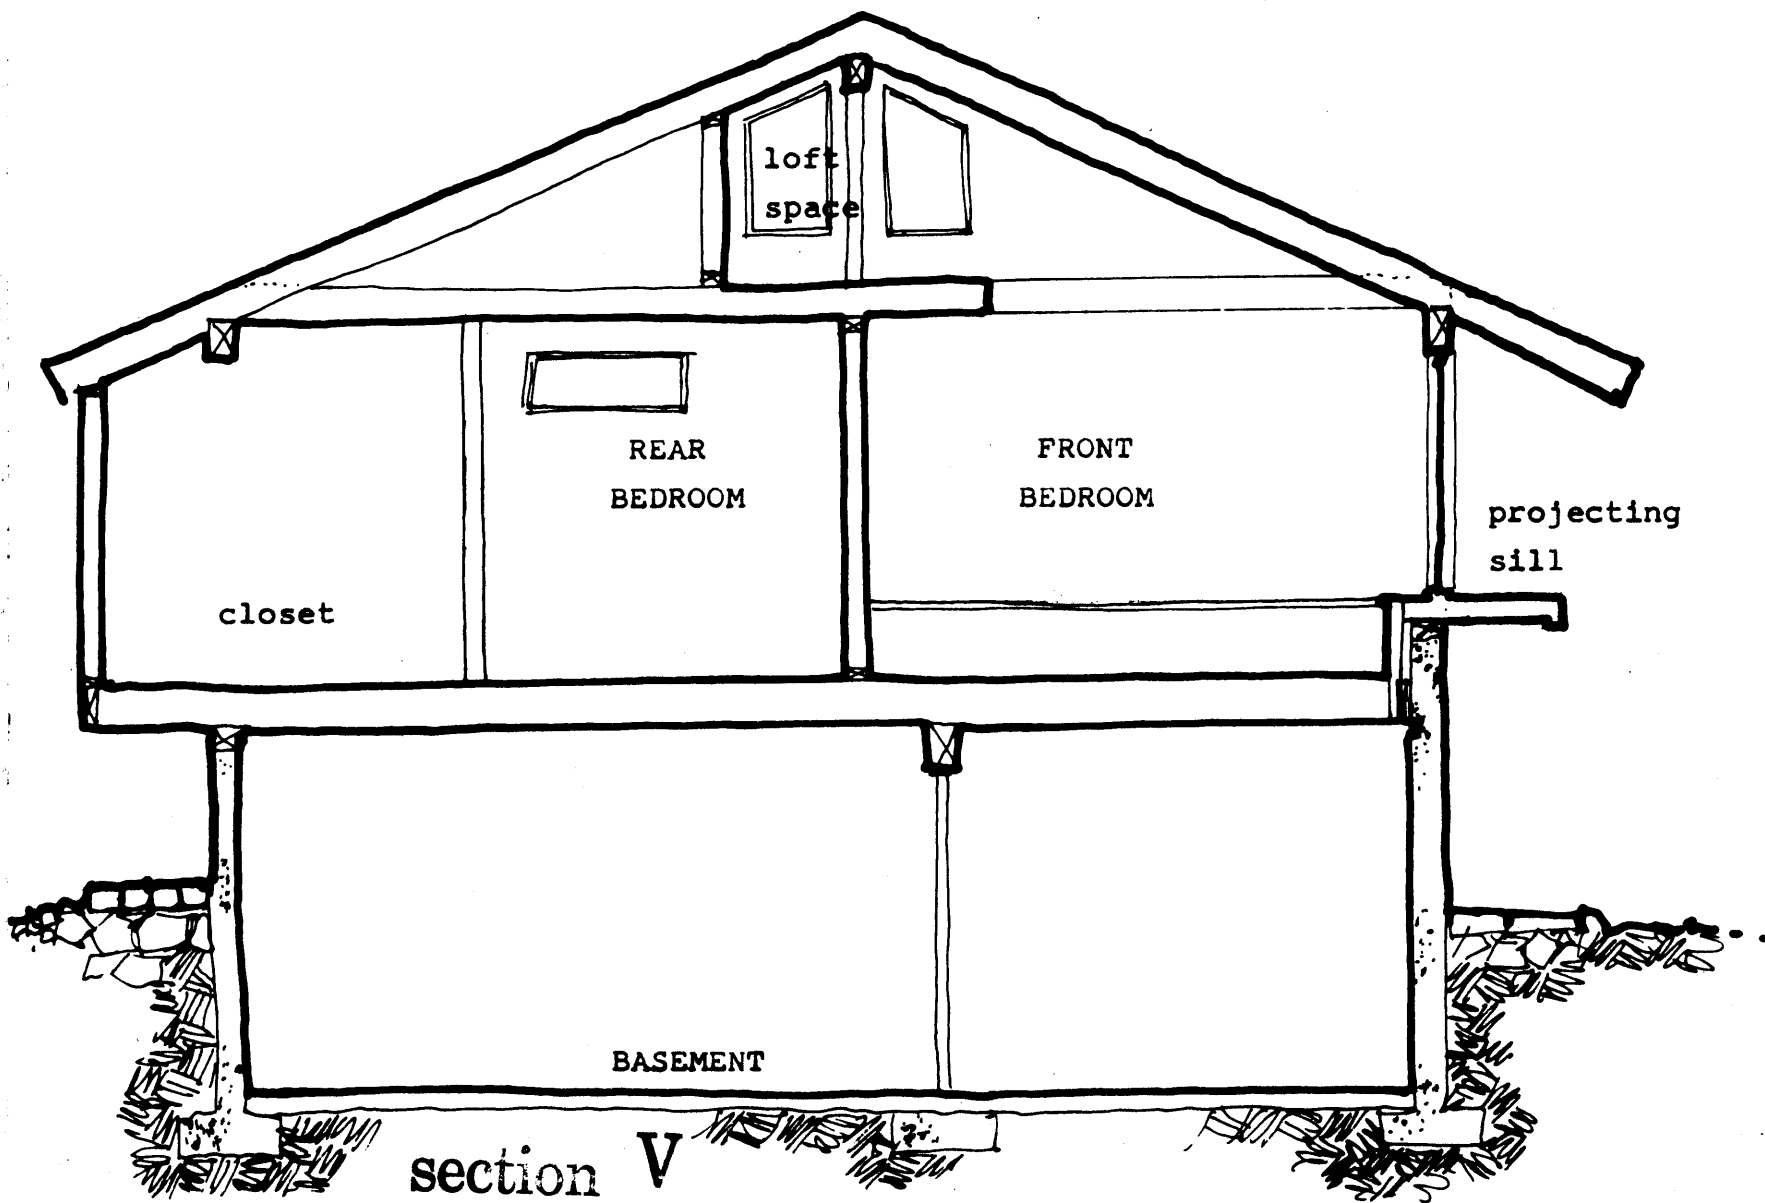 loft
space
REAR
BEDROOM
FRONT
BEDROOM
projecting
sill
closet
BASEMENT
section V